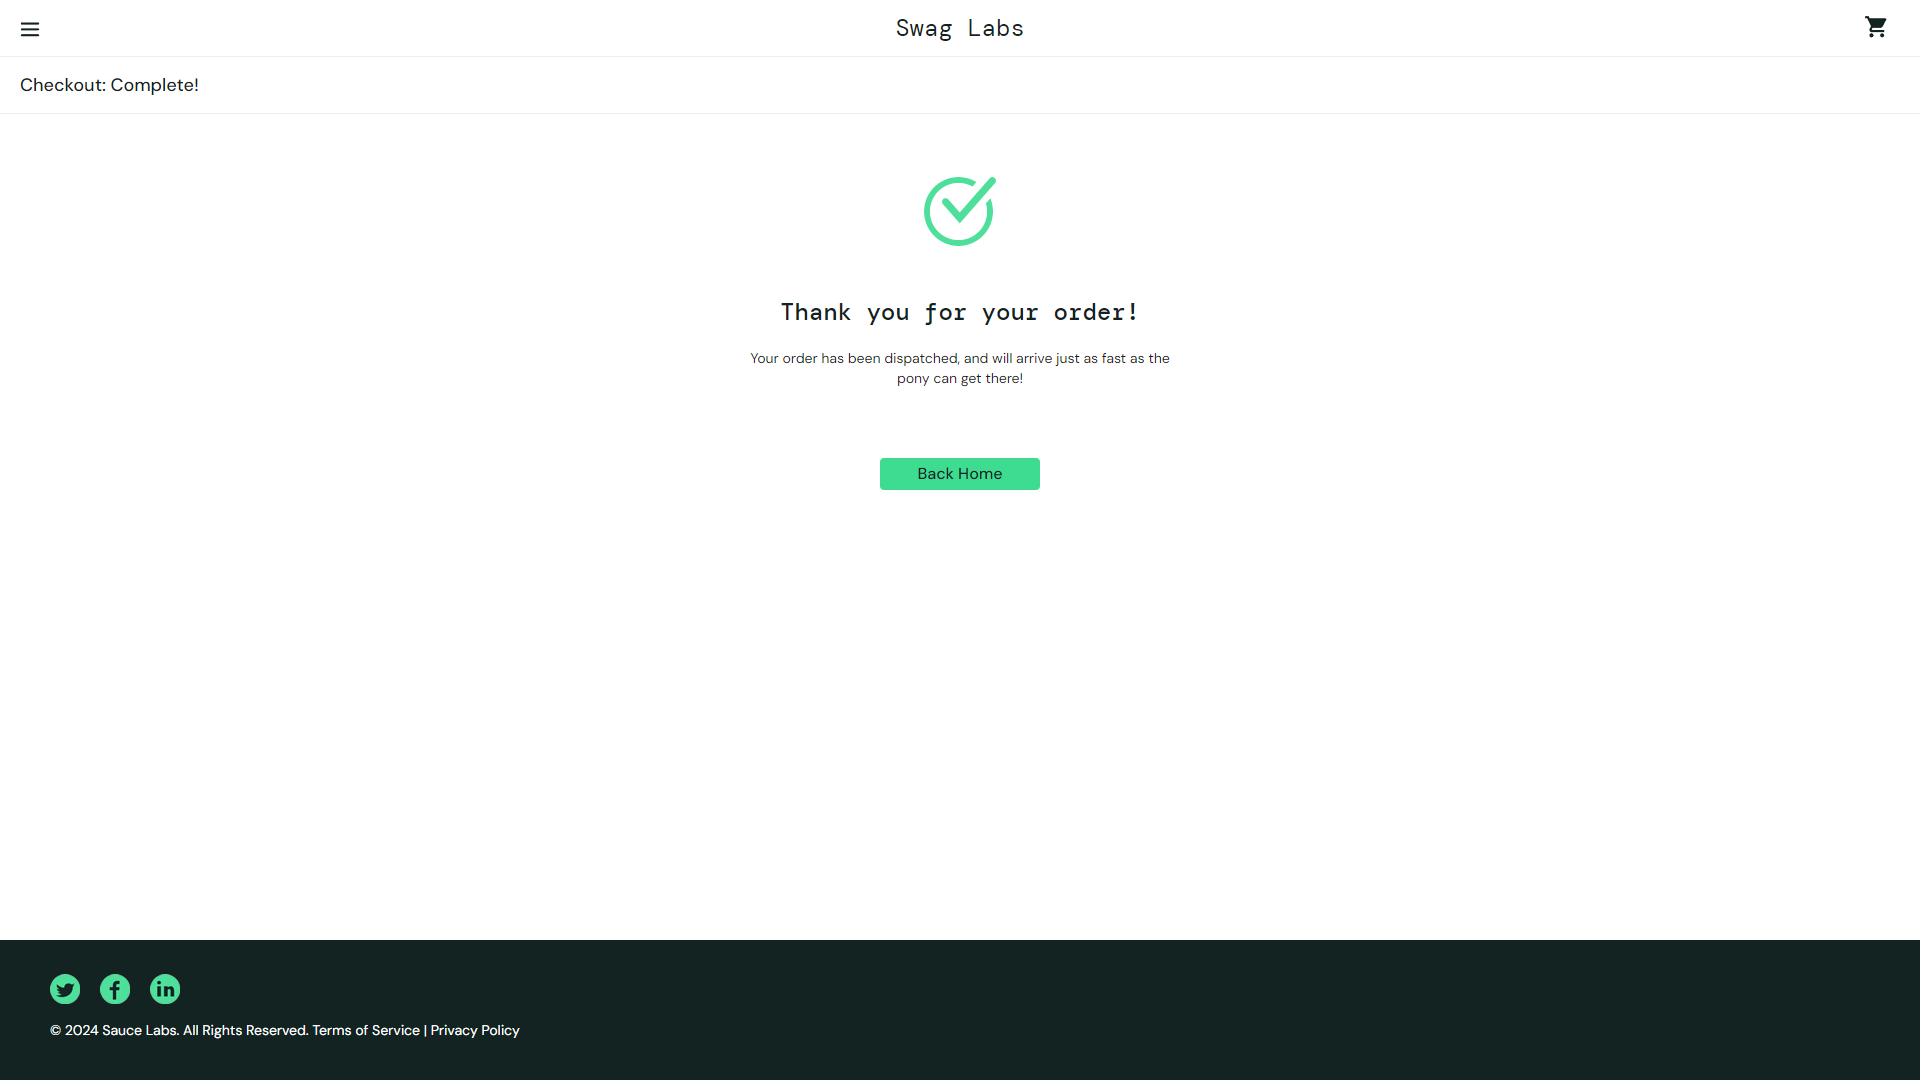 Swag Labs
Checkout: Complete!
Thank you for your order!
Your order has been dispatched, and will arrive just as fast as the
pony can get there!
Back Home
© 2024 Sauce Labs. All Rights Reserved. Terms of Service | Privacy Policy